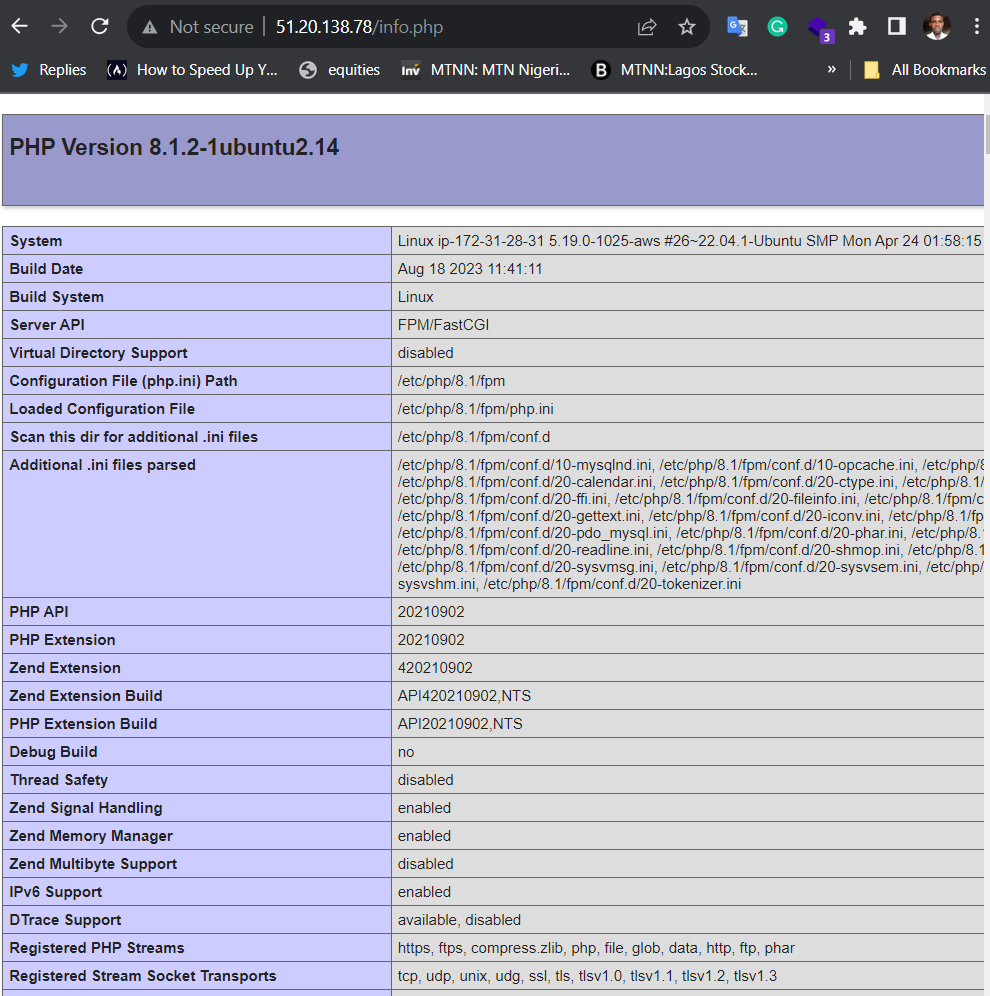 Not secure 51.20.138.78/info.php
3
Replies How to Speed Up Y... equities inv MTNN: MTN Nigeri... B MTNN:Lagos Stock... » All Bookmarks
PHP Version 8.1.2-1ubuntu2.14
System Linux ip-172-31-28-31 5.19.0-1025-aws #26~22.04.1-Ubuntu SMP Mon Apr 24 01:58:15
Build Date Aug 18 2023 11:41:11
Build System Linux
Server API FPM/FastCGI
Virtual Directory Support disabled
Configuration File (php.ini) Path /etc/php/8.1/fpm
Loaded Configuration File /etc/php/8.1/fpm/php.ini
Scan this dir for additional .ini files /etc/php/8.1/fpm/conf.d
Additional .ini files parsed /etc/php/8.1/fpm/conf.d/10-mysqlnd.ini, /etc/php/8.1/fpm/conf.d/10-opcache.ini, /etc/php/8
/etc/php/8.1/fpm/conf.d/20-calendar.ini, /etc/php/8.1/fpm/conf.d/20-ctype.ini, /etc/php/8.1/
/etc/php/8.1/fpm/conf.d/20-ffi.ini, /etc/php/8.1/fpm/conf.d/20-fileinfo.ini, /etc/php/8.1/fpm/c
/etc/php/8.1/fpm/conf.d/20-gettext.ini, /etc/php/8.1/fpm/conf.d/20-iconv.ini, /etc/php/8.1/fp
/etc/php/8.1/fpm/conf.d/20-pdo_mysql.ini, /etc/php/8.1/fpm/conf.d/20-phar.ini, /etc/php/8.
/etc/php/8.1/fpm/conf.d/20-readline.ini, /etc/php/8.1/fpm/conf.d/20-shmop.ini, /etc/php/8.1
/etc/php/8.1/fpm/conf.d/20-sysvmsg.ini, /etc/php/8.1/fpm/conf.d/20-sysvsem.ini, /etc/php/
sysvshm.ini, /etc/php/8.1/fpm/conf.d/20-tokenizer.ini
PHP API 20210902
PHP Extension 20210902
Zend Extension 420210902
Zend Extension Build API420210902,NTS
PHP Extension Build API20210902,NTS
Debug Build no
Thread Safety disabled
Zend Signal Handling enabled
Zend Memory Manager enabled
Zend Multibyte Support disabled
IPv6 Support enabled
DTrace Support available, disabled
Registered PHP Streams https, ftps, compress.zlib, php, file, glob, data, http, ftp, phar
Registered Stream Socket Transports tcp, udp, unix, udg, ssl, tls, tlsv1.0, tlsv1.1, tlsv1.2, tlsv1.3